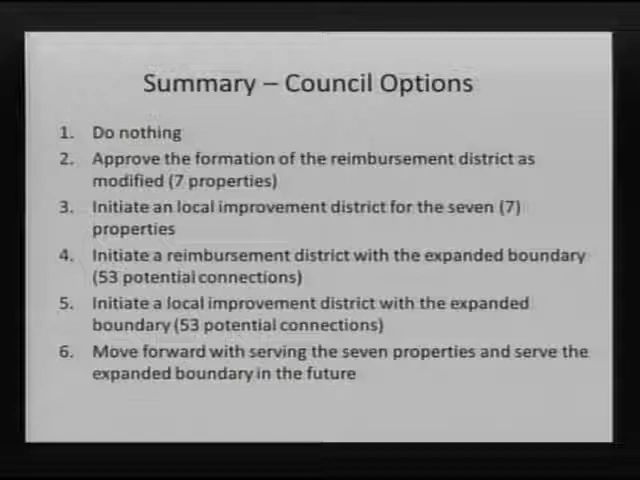 Summary – Council Options
1. Do nothing
2. Approve the formation of the reimbursement district as
modified (7 properties)
3. Initiate an local improvement district for the seven (7)
properties
4. Initiate a reimbursement district with the expanded boundary
(53 potential connections)
5. Initiate a local improvement district with the expanded
boundary (53 potential connections)
6. Move forward with serving the seven properties and serve the
expanded boundary in the future